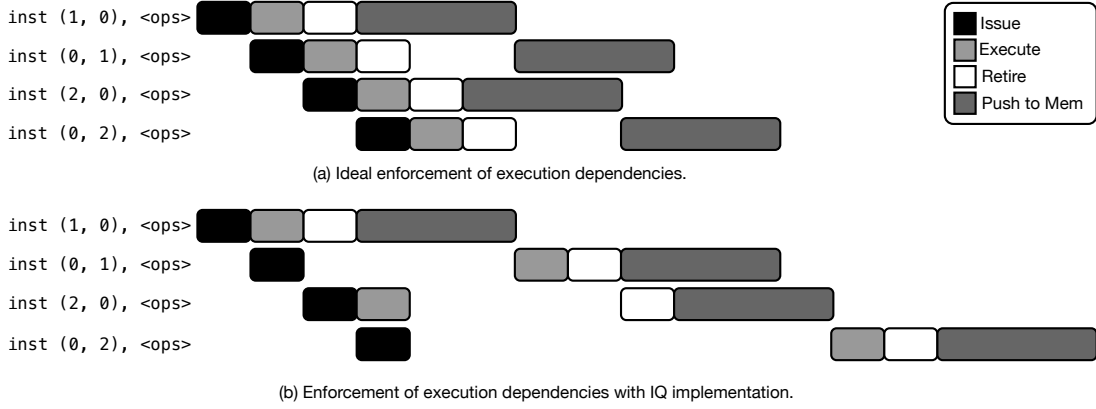 inst (1, 0), <ops>
inst (0, 1), <ops>
inst (2, 0), <ops>
inst (0, 2), <ops>
Issue
Execute
Retire
Push to Mem
(a) Ideal enforcement of execution dependencies.
inst (1, 0), <ops>
inst (0, 1), <ops>
inst (2, 0), <ops>
inst (0, 2), <ops>
(b) Enforcement of execution dependencies with IQ implementation.